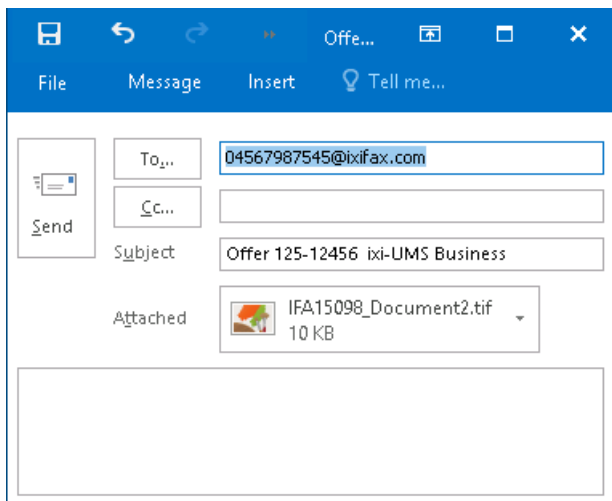 Offe...
File Message Insert Tell me...
To...
04567987545@ixifax.com
Cc...
Send
Subject
Offer 125-12456 ixi-UMS Business
Attached
IFA15098_Document2.tif
10 KB